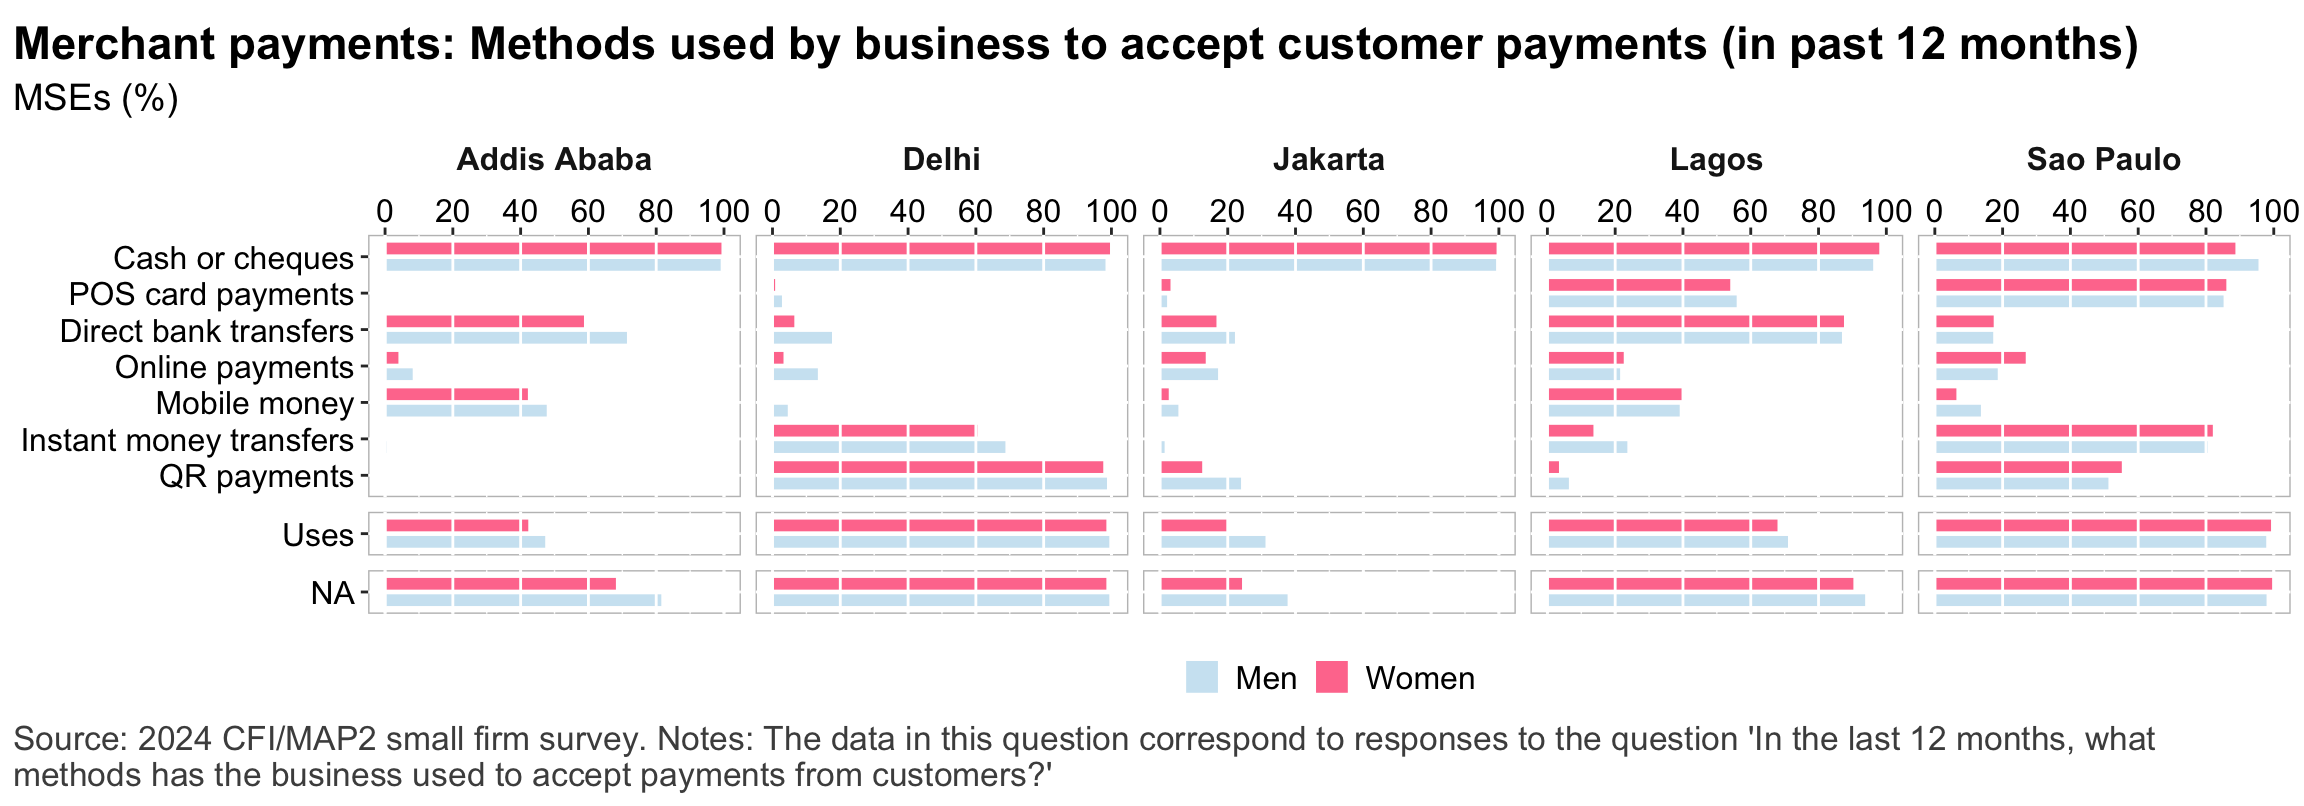 Merchant payments: Methods used by business to accept customer payments (in past 12 months)
MSEs (%)
Addis Ababa Delhi Jakarta Lagos Sao Paulo
0 20 40 60 80 100 0 20 40 60 80 100 0 20 40 60 80 100 0 20 40 60 80 100 0 20 40 60 80 100
Cash or cheques
POS card payments
Direct bank transfers
Online payments
Mobile money
Instant money transfers
QR payments
Uses
NA
Men Women
Source: 2024 CFI/MAP2 small firm survey. Notes: The data in this question correspond to responses to the question 'In the last 12 months, what
methods has the business used to accept payments from customers?'